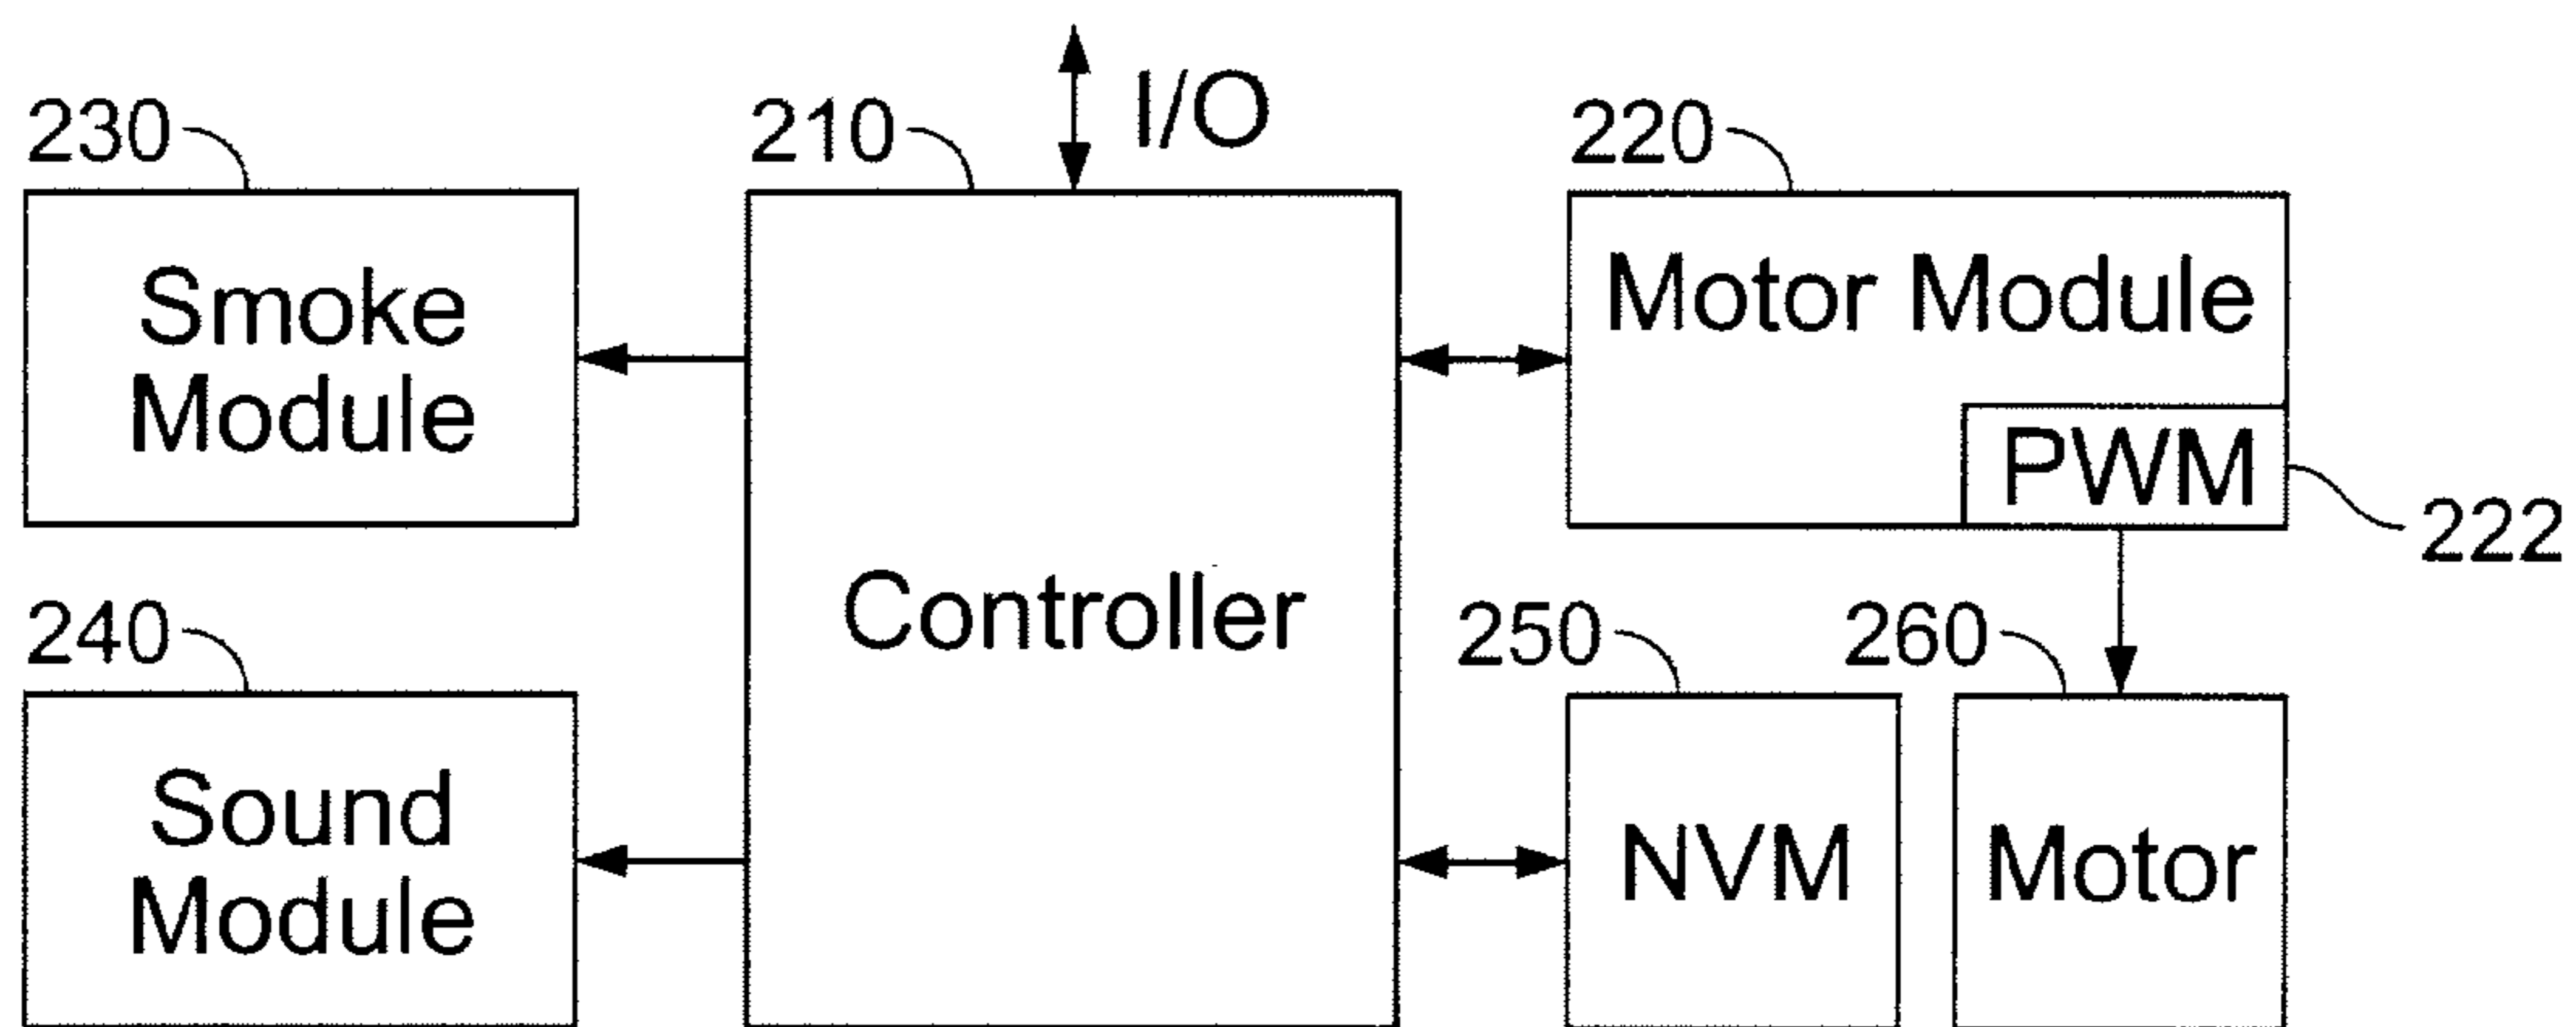 I/O
230
210
220
Smoke
Module
Controller
Motor Module
PWM
222
240
250
260
Sound
Module
NVM
Motor